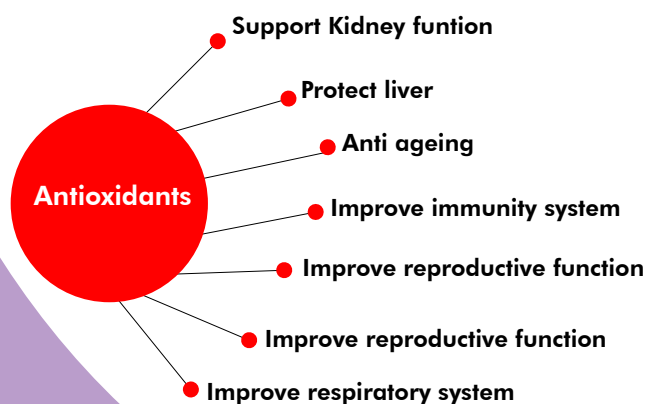 Support Kidney funtion
Protect liver
Anti ageing
Antioxidants
Improve immunity system
Improve reproductive function
Improve reproductive function
Improve respiratory system